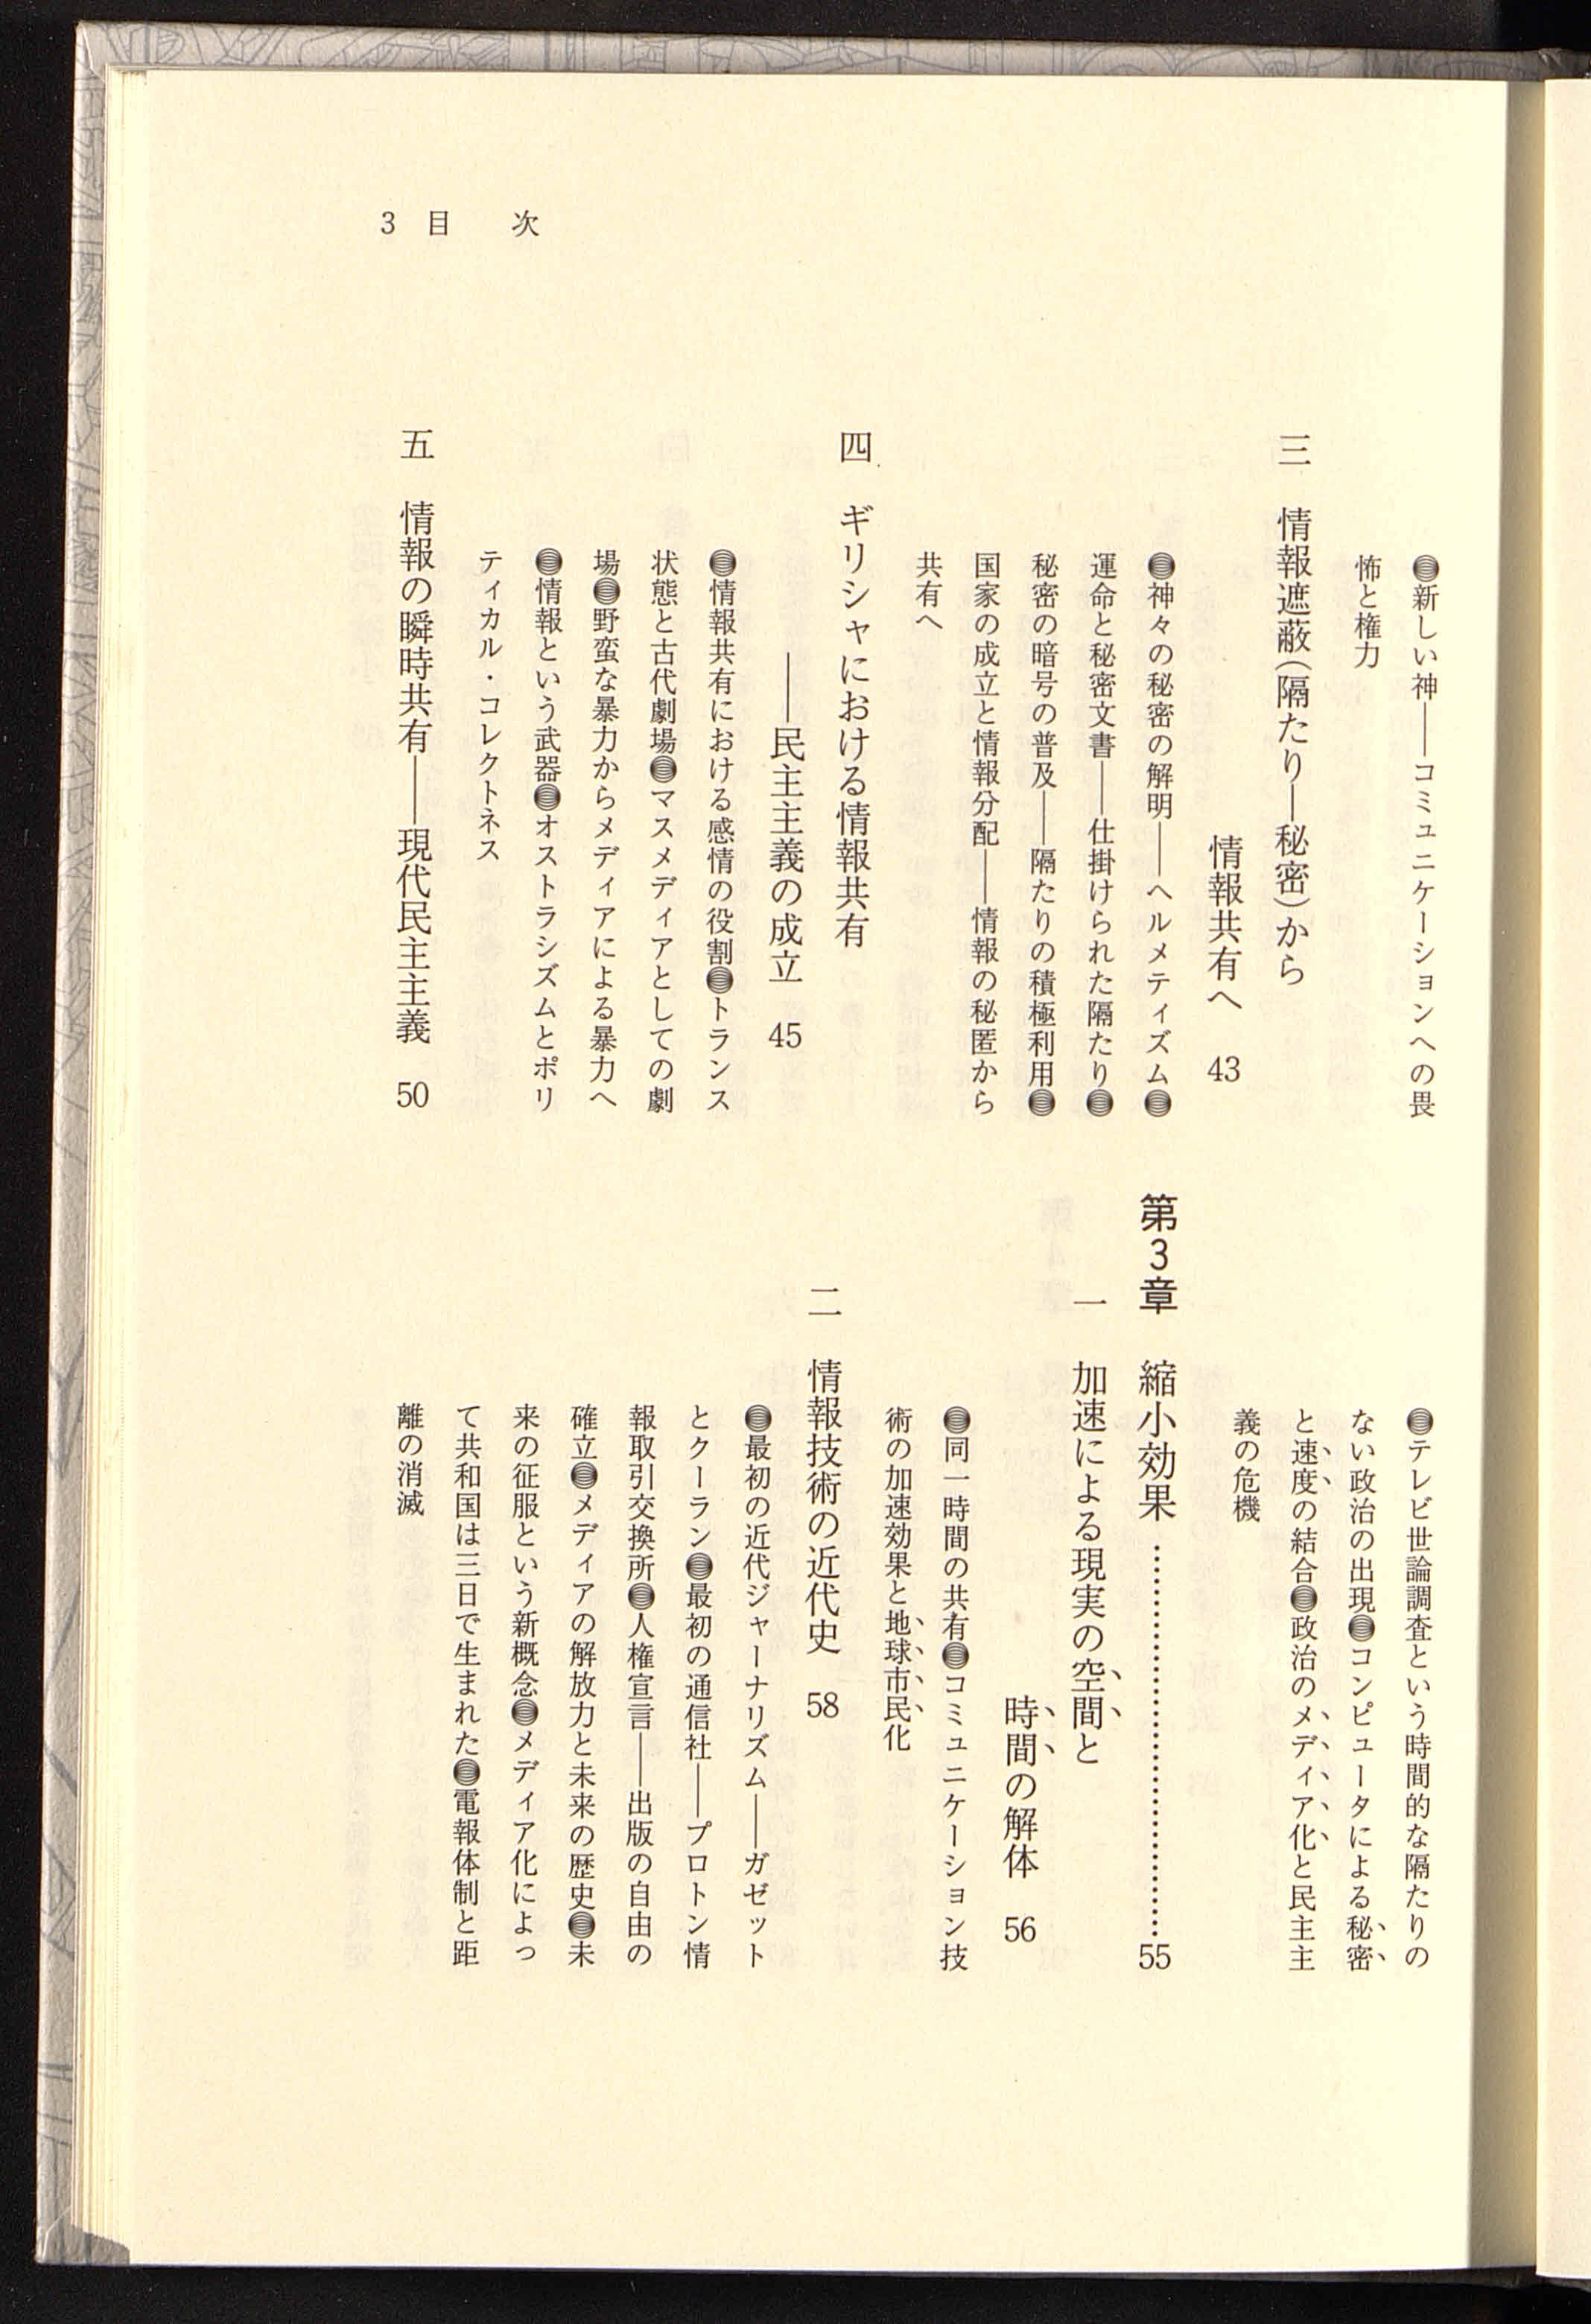 3　目　次
●新しい神——コミュニケーションへの畏
怖と権力
三　情報遮蔽（隔たり—秘密）から
情報共有へ　43
●神々の秘密の解明——ヘルメティズム●
運命と秘密文書——仕掛けられた隔たり●
秘密の暗号の普及——隔たりの積極利用●
国家の成立と情報分配——情報の秘匿から
共有へ
四　ギリシャにおける情報共有
——民主主義の成立　45
●情報共有における感情の役割●トランス
状態と古代劇場●マスメディアとしての劇
場●野蛮な暴力からメディアによる暴力へ
●情報という武器●オストラシズムとポリ
ティカル・コレクトネス
五　情報の瞬時共有——現代民主主義　50
●テレビ世論調査という時間的な隔たりの
ない政治の出現●コンピュータによる秘密
と速度の結合●政治のメディア化と民主主
義の危機
第3章　縮小効果……………………………55
一　加速による現実の空間と
時間の解体　56
●同一時間の共有●コミュニケーション技
術の加速効果と地球市民化
二　情報技術の近代史　58
●最初の近代ジャーナリズム——ガゼット
とクーラン●最初の通信社——プロトン情
報取引交換所●人権宣言——出版の自由の
確立●メディアの解放力と未来の歴史●未
来の征服という新概念●メディア化によっ
て共和国は三日で生まれた●電報体制と距
離の消滅